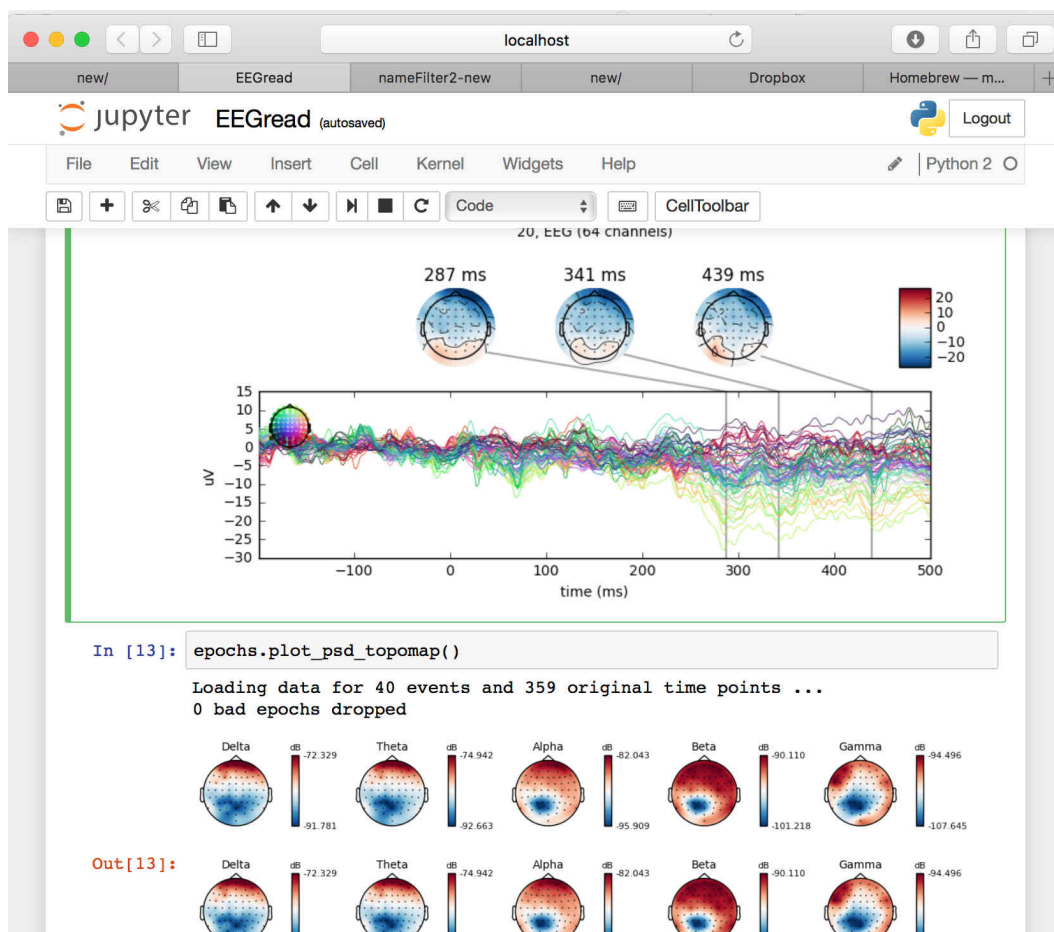 localhost
new/ EEGread nameFilter2-new new/ Dropbox Homebrew — m...
jupyter EEGread (autosaved) Logout
File Edit View Insert Cell Kernel Widgets Help Python 2
Code CellToolbar
20, EEG (64 channels)
287 ms 341 ms 439 ms
20
10
0
−10
−20
15
10
5
0
−5
−10
−15
−20
−25
−30
uV
−100 0 100 200 300 400 500
time (ms)
In [13]: epochs.plot_psd_topomap()
Loading data for 40 events and 359 original time points ...
0 bad epochs dropped
Delta dB -72.329 Theta dB -74.942 Alpha dB -82.043 Beta dB -90.110 Gamma dB -94.496
-91.781 -92.663 -95.909 -101.218 -107.645
Out[13]: Delta dB -72.329 Theta dB -74.942 Alpha dB -82.043 Beta dB -90.110 Gamma dB -94.496